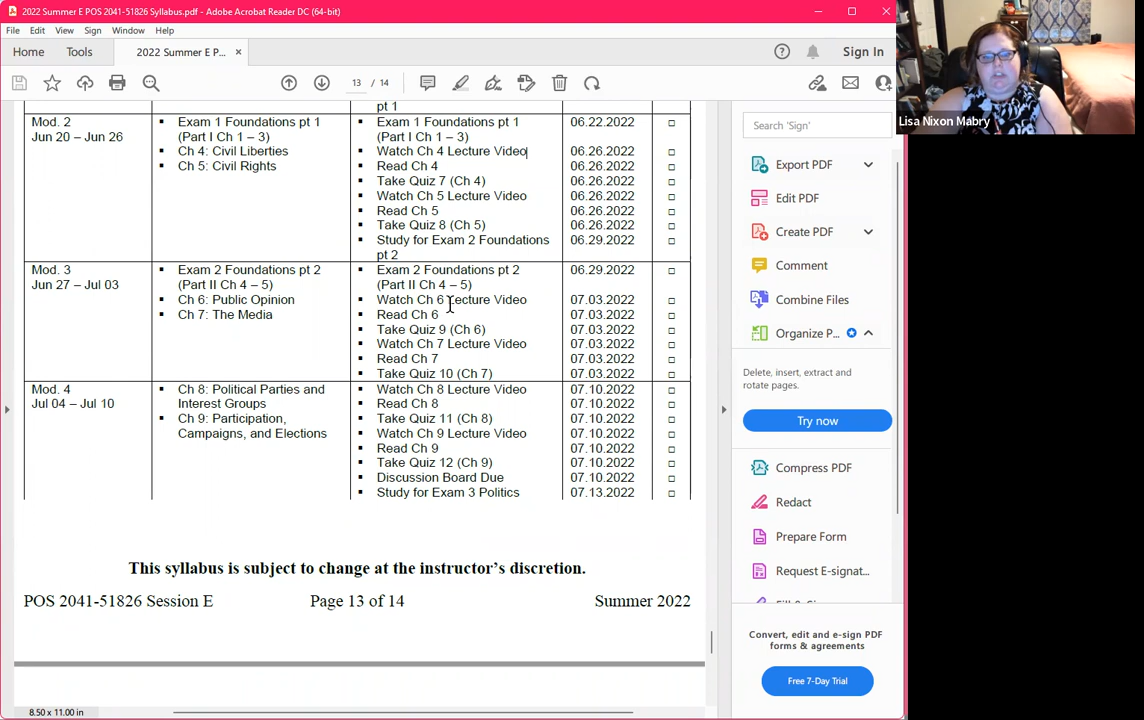 2022 Summer E POS 2041-51826 Syllabus.pdf - Adobe Acrobat Reader DC (64-bit)
File Edit View Sign Window Help
Home Tools 2022 Summer E P... × Sign In
13 / 14
Lisa Nixon Mabry
pt 1
Mod. 2 ▪ Exam 1 Foundations pt 1 ▪ Exam 1 Foundations pt 1 06.22.2022 □
Jun 20 – Jun 26 (Part I Ch 1 – 3) (Part I Ch 1 – 3)
▪ Ch 4: Civil Liberties ▪ Watch Ch 4 Lecture Video 06.26.2022 □
▪ Ch 5: Civil Rights ▪ Read Ch 4 06.26.2022 □
▪ Take Quiz 7 (Ch 4) 06.26.2022 □
▪ Watch Ch 5 Lecture Video 06.26.2022 □
▪ Read Ch 5 06.26.2022 □
▪ Take Quiz 8 (Ch 5) 06.26.2022 □
▪ Study for Exam 2 Foundations 06.29.2022 □
pt 2
Mod. 3 ▪ Exam 2 Foundations pt 2 ▪ Exam 2 Foundations pt 2 06.29.2022 □
Jun 27 – Jul 03 (Part II Ch 4 – 5) (Part II Ch 4 – 5)
▪ Ch 6: Public Opinion ▪ Watch Ch 6 Lecture Video 07.03.2022 □
▪ Ch 7: The Media ▪ Read Ch 6 07.03.2022 □
▪ Take Quiz 9 (Ch 6) 07.03.2022 □
▪ Watch Ch 7 Lecture Video 07.03.2022 □
▪ Read Ch 7 07.03.2022 □
▪ Take Quiz 10 (Ch 7) 07.03.2022 □
Mod. 4 ▪ Ch 8: Political Parties and ▪ Watch Ch 8 Lecture Video 07.10.2022 □
Jul 04 – Jul 10 Interest Groups ▪ Read Ch 8 07.10.2022 □
▪ Ch 9: Participation, ▪ Take Quiz 11 (Ch 8) 07.10.2022 □
Campaigns, and Elections ▪ Watch Ch 9 Lecture Video 07.10.2022 □
▪ Read Ch 9 07.10.2022 □
▪ Take Quiz 12 (Ch 9) 07.10.2022 □
▪ Discussion Board Due 07.10.2022 □
▪ Study for Exam 3 Politics 07.13.2022 □
This syllabus is subject to change at the instructor's discretion.
POS 2041-51826 Session E Page 13 of 14 Summer 2022
8.50 x 11.00 in
Search 'Sign'
Export PDF
Edit PDF
Create PDF
Comment
Combine Files
Organize P...
Delete, insert, extract and
rotate pages.
Try now
Compress PDF
Redact
Prepare Form
Request E-signat...
Convert, edit and e-sign PDF
forms & agreements
Free 7-Day Trial